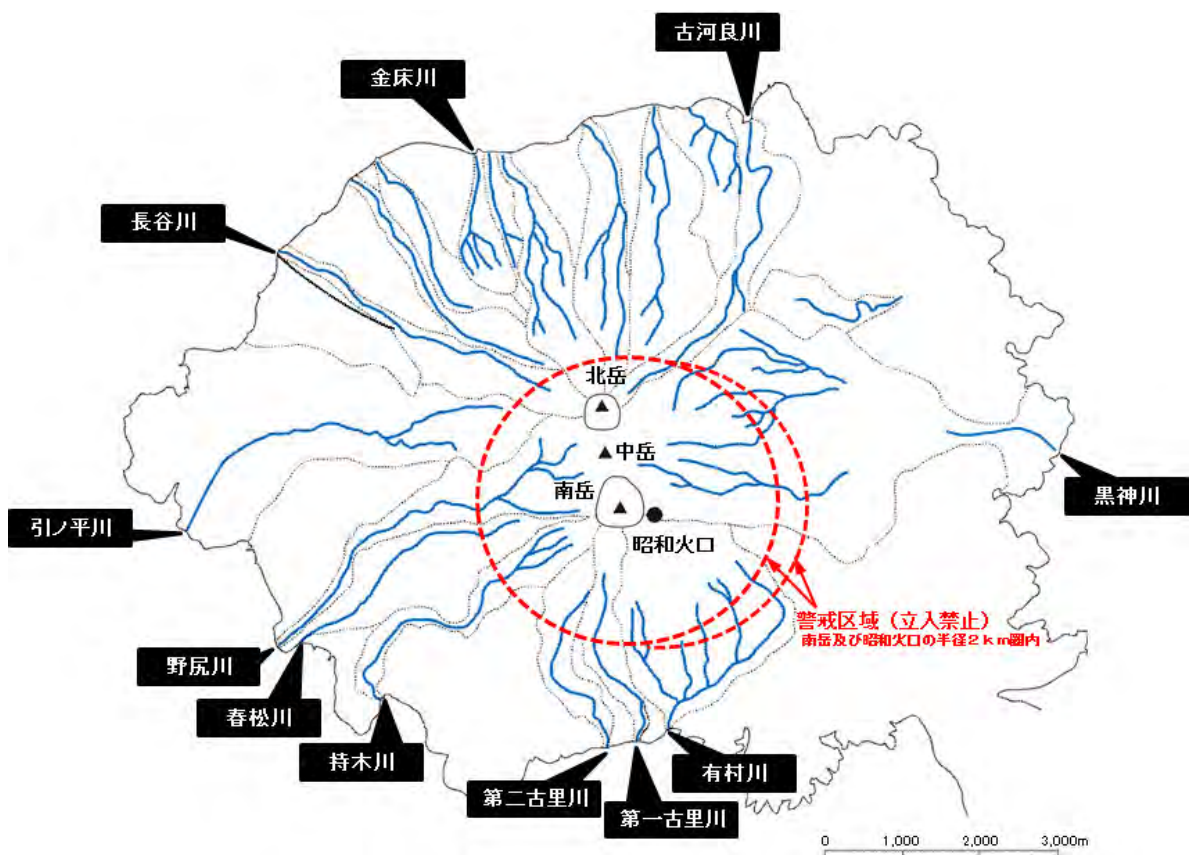 古河良川
金床川
長谷川
北岳
中岳
南岳
昭和火口
黒神川
引ノ平川
警戒区域（立入禁止）
南岳及び昭和火口の半径２ｋｍ圏内
野尻川
春松川
持木川
有村川
第二古里川
第一古里川
0 1,000 2,000 3,000m